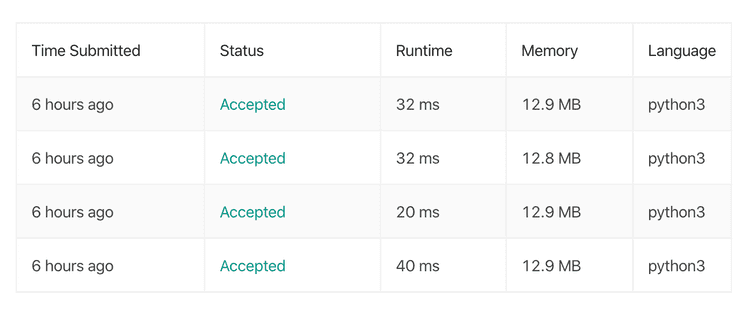 Time Submitted Status Runtime Memory Language
6 hours ago Accepted 32 ms 12.9 MB python3
6 hours ago Accepted 32 ms 12.8 MB python3
6 hours ago Accepted 20 ms 12.9 MB python3
6 hours ago Accepted 40 ms 12.9 MB python3